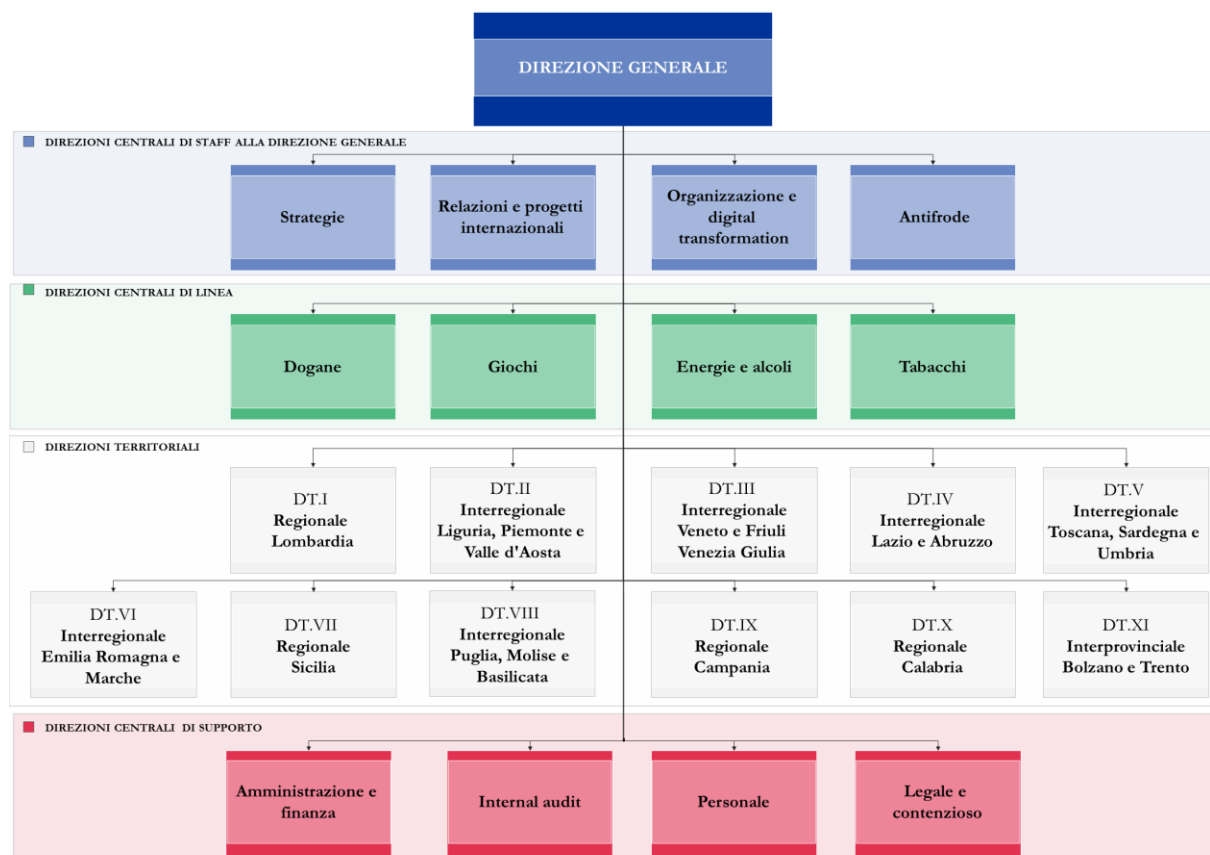 DIREZIONE GENERALE
DIREZIONI CENTRALI DI STAFF ALLA DIREZIONE GENERALE
Strategie
Relazioni e progetti
internazionali
Organizzazione e
digital
transformation
Antifrode
DIREZIONI CENTRALI DI LINEA
Dogane
Giochi
Energie e alcoli
Tabacchi
DIREZIONI TERRITORIALI
DT.I
Regionale
Lombardia
DT.II
Interregionale
Liguria, Piemonte e
Valle d'Aosta
DT.III
Interregionale
Veneto e Friuli
Venezia Giulia
DT.IV
Interregionale
Lazio e Abruzzo
DT.V
Interregionale
Toscana, Sardegna e
Umbria
DT.VI
Interregionale
Emilia Romagna e
Marche
DT.VII
Regionale
Sicilia
DT.VIII
Interregionale
Puglia, Molise e
Basilicata
DT.IX
Regionale
Campania
DT.X
Regionale
Calabria
DT.XI
Interprovinciale
Bolzano e Trento
DIREZIONI CENTRALI DI SUPPORTO
Amministrazione e
finanza
Internal audit
Personale
Legale e
contenzioso